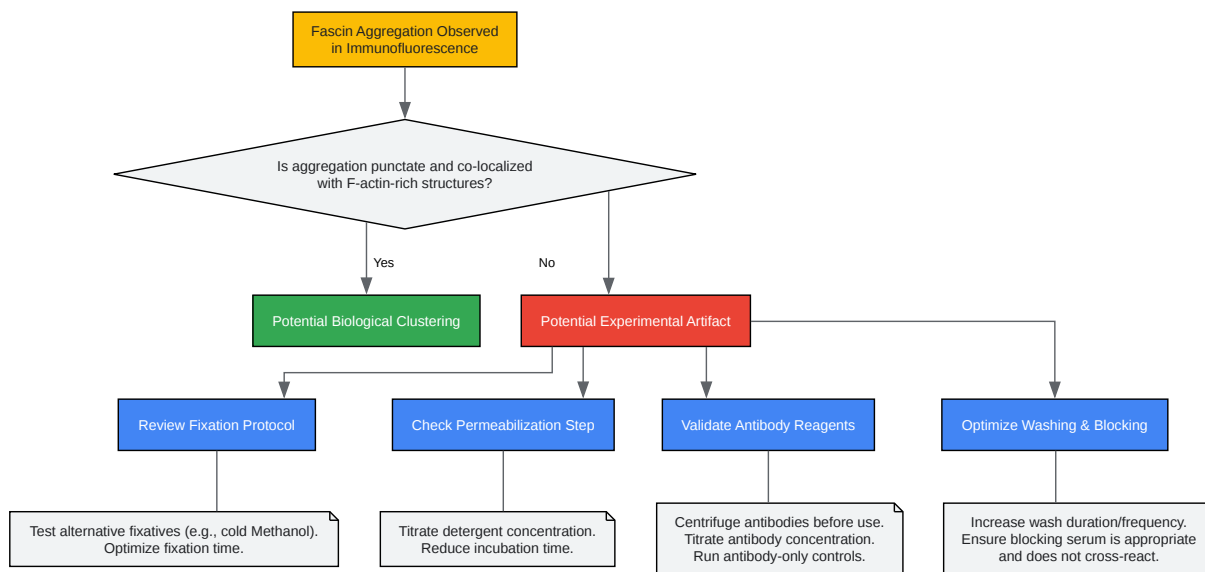 Fascin Aggregation Observed
in Immunofluorescence
Is aggregation punctate and co-localized
with F-actin-rich structures?
Yes
No
Potential Biological Clustering
Potential Experimental Artifact
Review Fixation Protocol
Check Permeabilization Step
Validate Antibody Reagents
Optimize Washing & Blocking
Test alternative fixatives (e.g., cold Methanol).
Optimize fixation time.
Titrate detergent concentration.
Reduce incubation time.
Centrifuge antibodies before use.
Titrate antibody concentration.
Run antibody-only controls.
Increase wash duration/frequency.
Ensure blocking serum is appropriate
and does not cross-react.